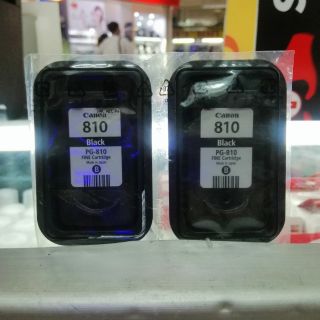 Canon
810
Black
PG-810
FINE Cartridge
Made in Japan
B
Canon
810
Black
PG-810
FINE Cartridge
Made in Japan
B